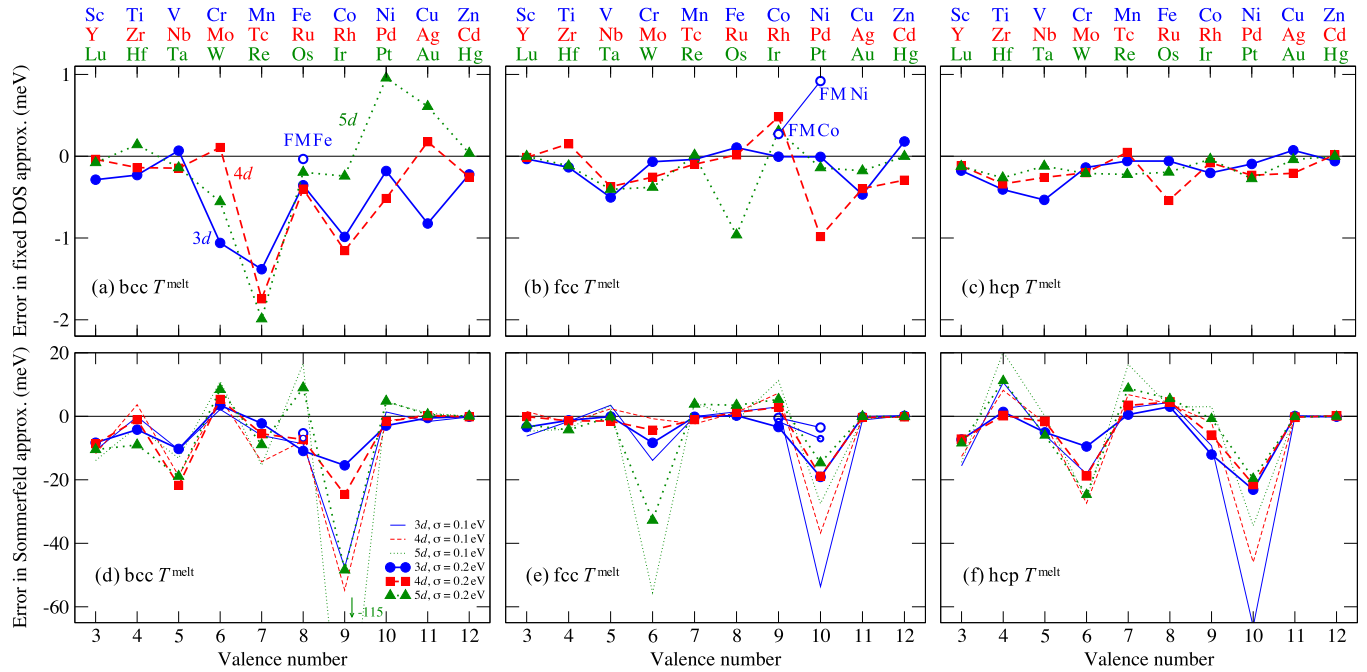 Sc Ti V Cr Mn Fe Co Ni Cu Zn
Y Zr Nb Mo Tc Ru Rh Pd Ag Cd
Lu Hf Ta W Re Os Ir Pt Au Hg
Sc Ti V Cr Mn Fe Co Ni Cu Zn
Y Zr Nb Mo Tc Ru Rh Pd Ag Cd
Lu Hf Ta W Re Os Ir Pt Au Hg
Sc Ti V Cr Mn Fe Co Ni Cu Zn
Y Zr Nb Mo Tc Ru Rh Pd Ag Cd
Lu Hf Ta W Re Os Ir Pt Au Hg
Error in fixed DOS approx. (meV)
1
0
-1
-2
5d
FM Fe
4d
3d
(a) bcc T^melt
FM Ni
FM Co
(b) fcc T^melt
(c) hcp T^melt
Error in Sommerfeld approx. (meV)
20
0
-20
-40
-60
3d, σ = 0.1 eV
4d, σ = 0.1 eV
5d, σ = 0.1 eV
3d, σ = 0.2 eV
4d, σ = 0.2 eV
5d, σ = 0.2 eV
-115
(d) bcc T^melt
(e) fcc T^melt
(f) hcp T^melt
3 4 5 6 7 8 9 10 11 12
3 4 5 6 7 8 9 10 11 12
3 4 5 6 7 8 9 10 11 12
Valence number
Valence number
Valence number